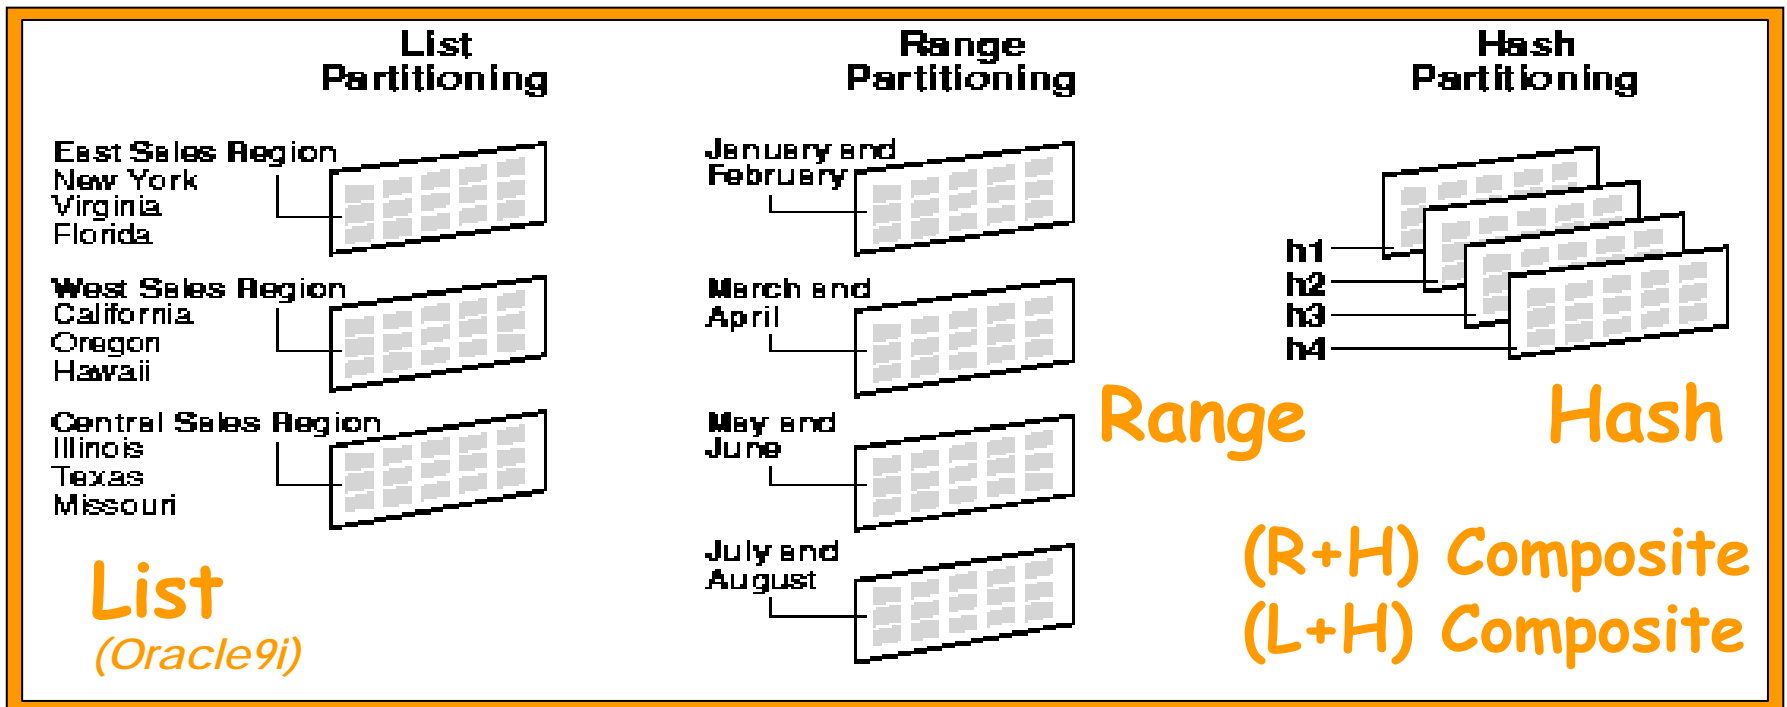 List
Partitioning
East Sales Region
New York
Virginia
Florida
West Sales Region
California
Oregon
Hawaii
Central Sales Region
Illinois
Texas
Missouri
List
(Oracle9i)
Range
Partitioning
January and
February
March and
April
May and
June
July and
August
Range
Hash
Partitioning
h1
h2
h3
h4
Hash
(R+H) Composite
(L+H) Composite